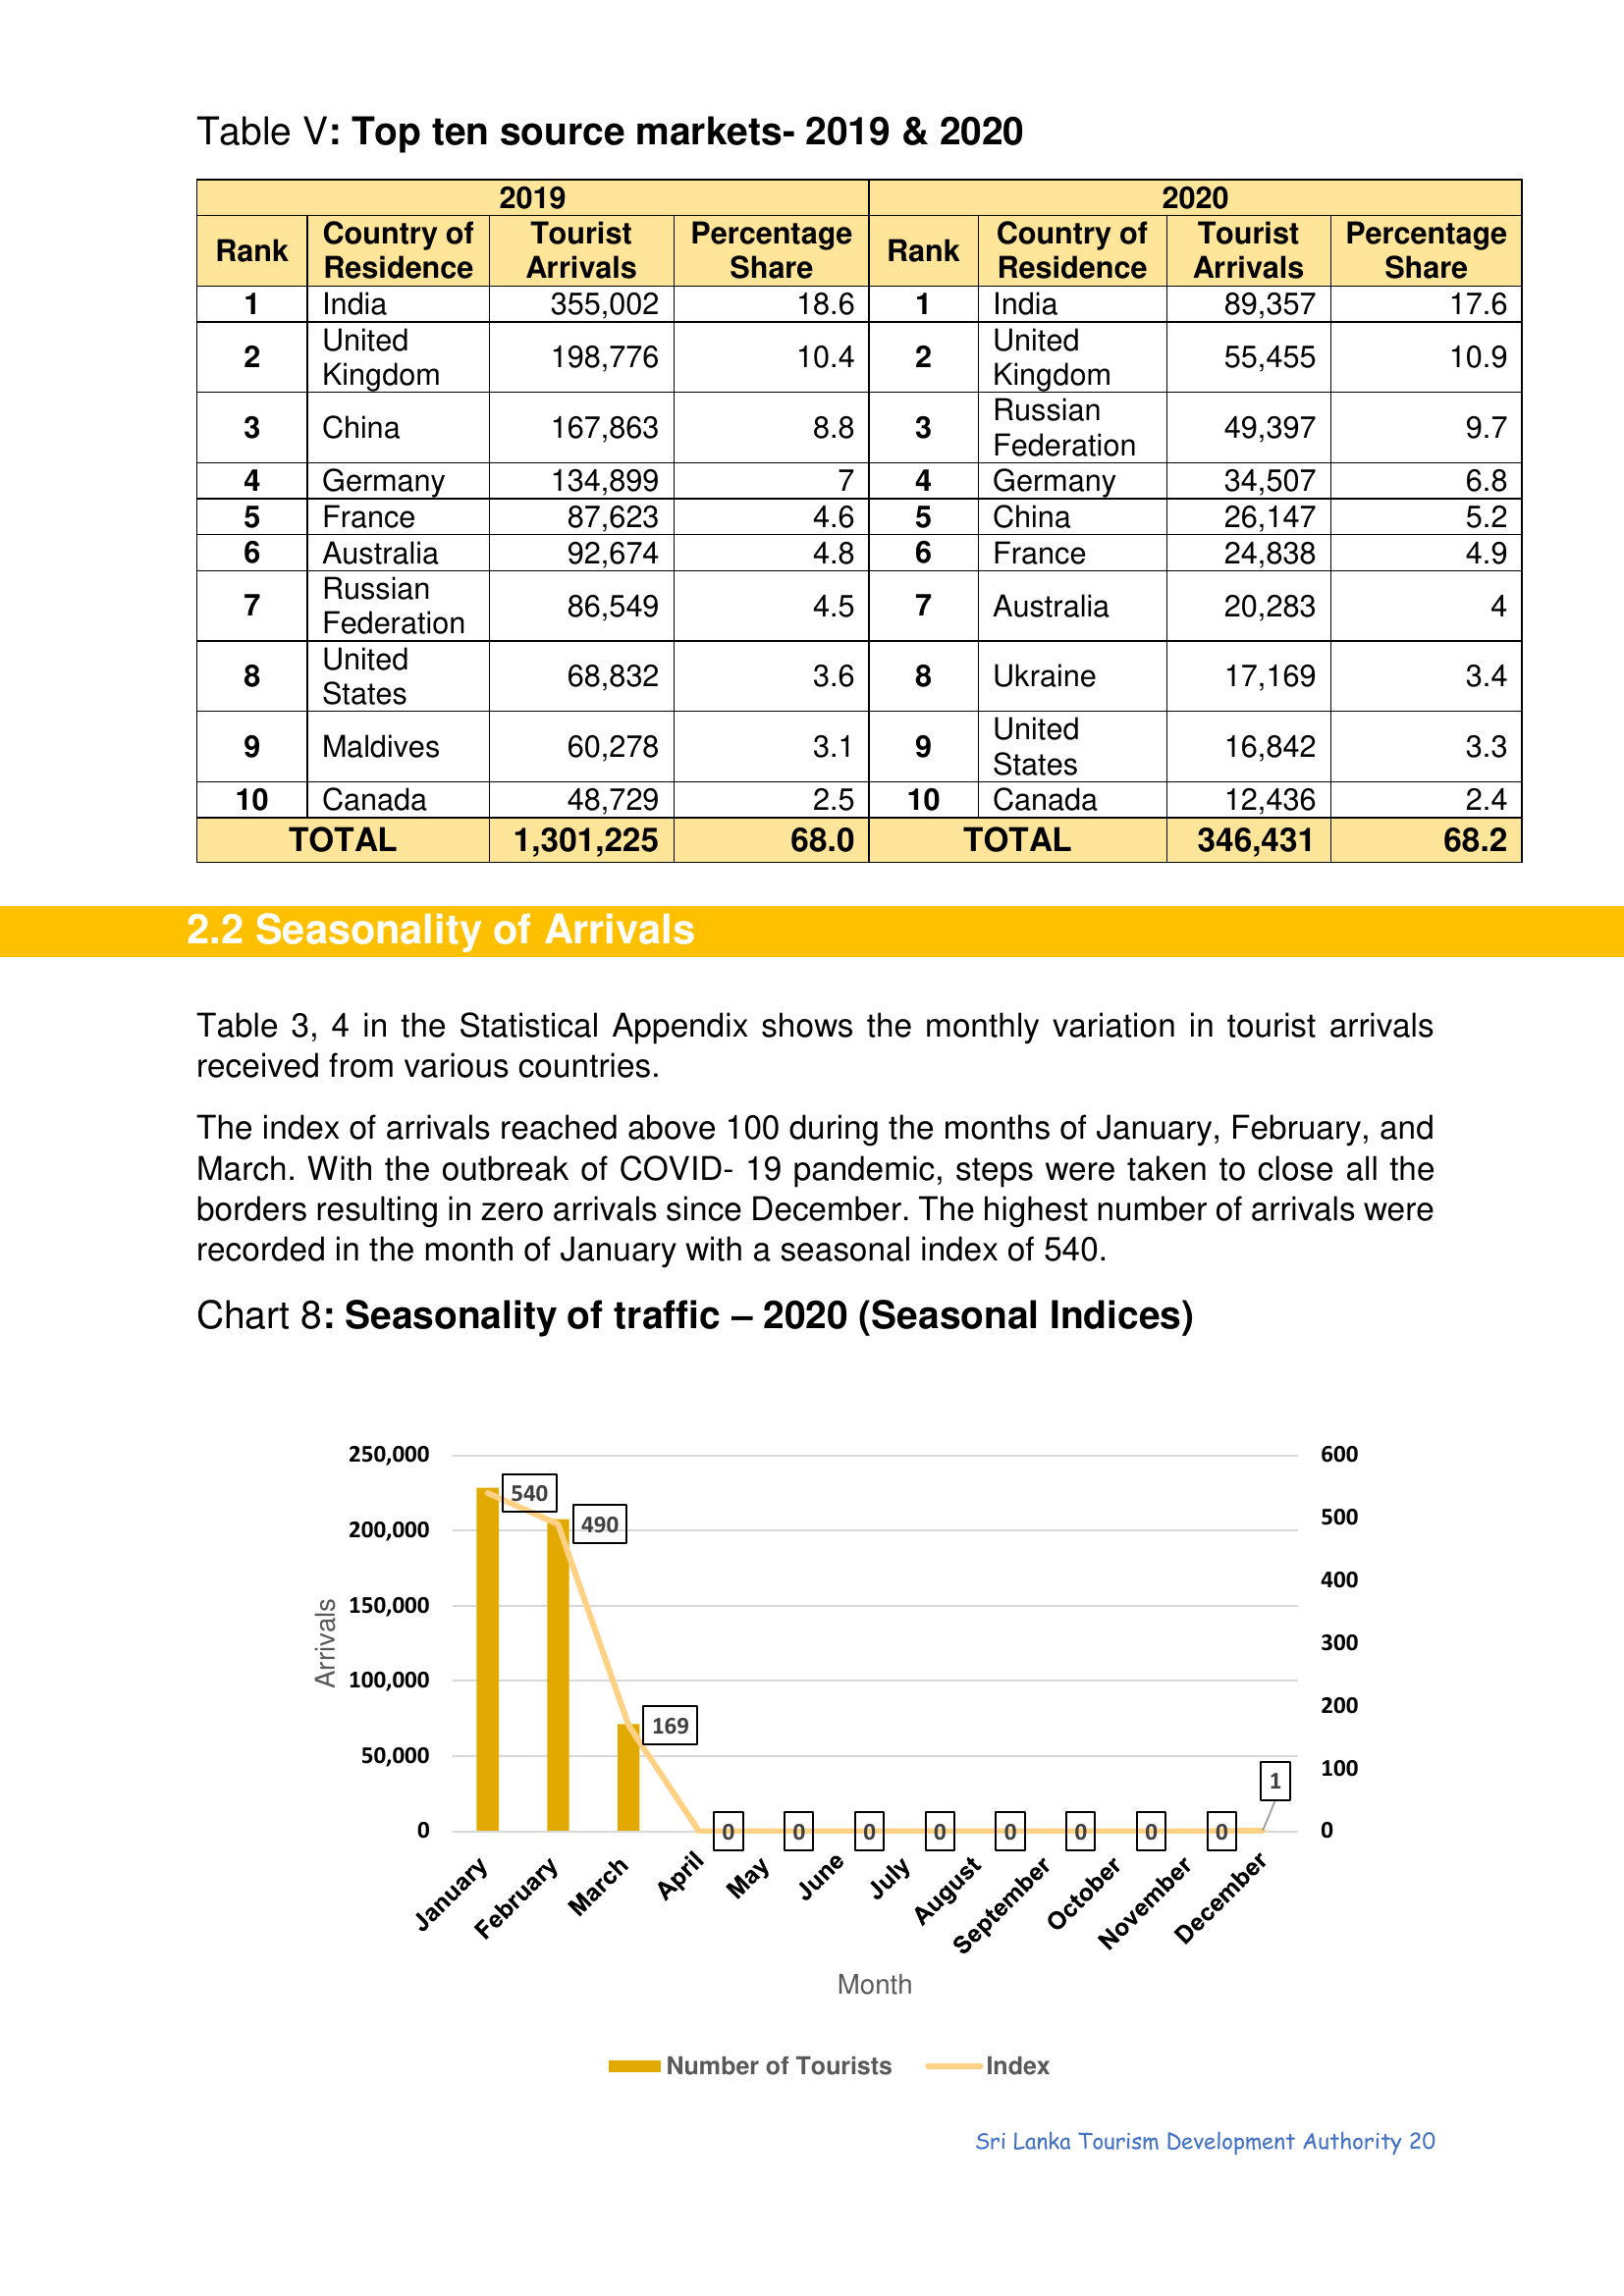 Table V: Top ten source markets- 2019 & 2020
2019 2020
Rank Country of Residence Tourist Arrivals Percentage Share Rank Country of Residence Tourist Arrivals Percentage Share
1 India 355,002 18.6 1 India 89,357 17.6
2 United Kingdom 198,776 10.4 2 United Kingdom 55,455 10.9
3 China 167,863 8.8 3 Russian Federation 49,397 9.7
4 Germany 134,899 7 4 Germany 34,507 6.8
5 France 87,623 4.6 5 China 26,147 5.2
6 Australia 92,674 4.8 6 France 24,838 4.9
7 Russian Federation 86,549 4.5 7 Australia 20,283 4
8 United States 68,832 3.6 8 Ukraine 17,169 3.4
9 Maldives 60,278 3.1 9 United States 16,842 3.3
10 Canada 48,729 2.5 10 Canada 12,436 2.4
TOTAL 1,301,225 68.0 TOTAL 346,431 68.2
2.2 Seasonality of Arrivals
Table 3, 4 in the Statistical Appendix shows the monthly variation in tourist arrivals
received from various countries.
The index of arrivals reached above 100 during the months of January, February, and
March. With the outbreak of COVID- 19 pandemic, steps were taken to close all the
borders resulting in zero arrivals since December. The highest number of arrivals were
recorded in the month of January with a seasonal index of 540.
Chart 8: Seasonality of traffic – 2020 (Seasonal Indices)
250,000
200,000
150,000
100,000
50,000
0
Arrivals
540
490
169
0 0 0 0 0 0 0 0
1
600
500
400
300
200
100
0
January February March April May June July August September October November December
Month
Number of Tourists Index
Sri Lanka Tourism Development Authority 20